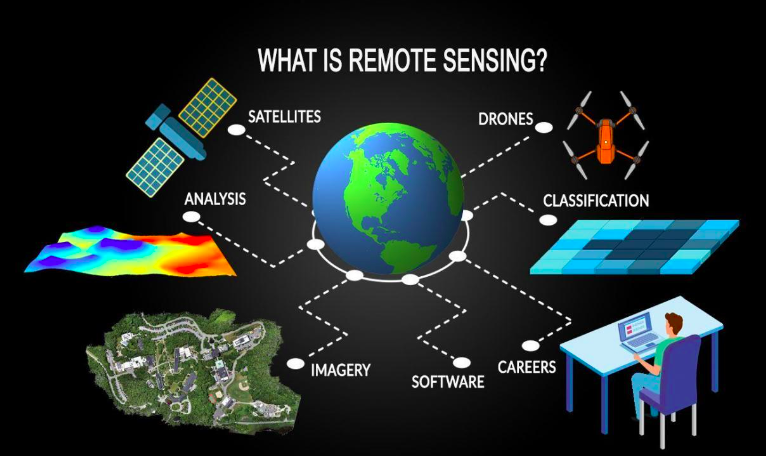 WHAT IS REMOTE SENSING?
SATELLITES
DRONES
ANALYSIS
CLASSIFICATION
IMAGERY
SOFTWARE
CAREERS